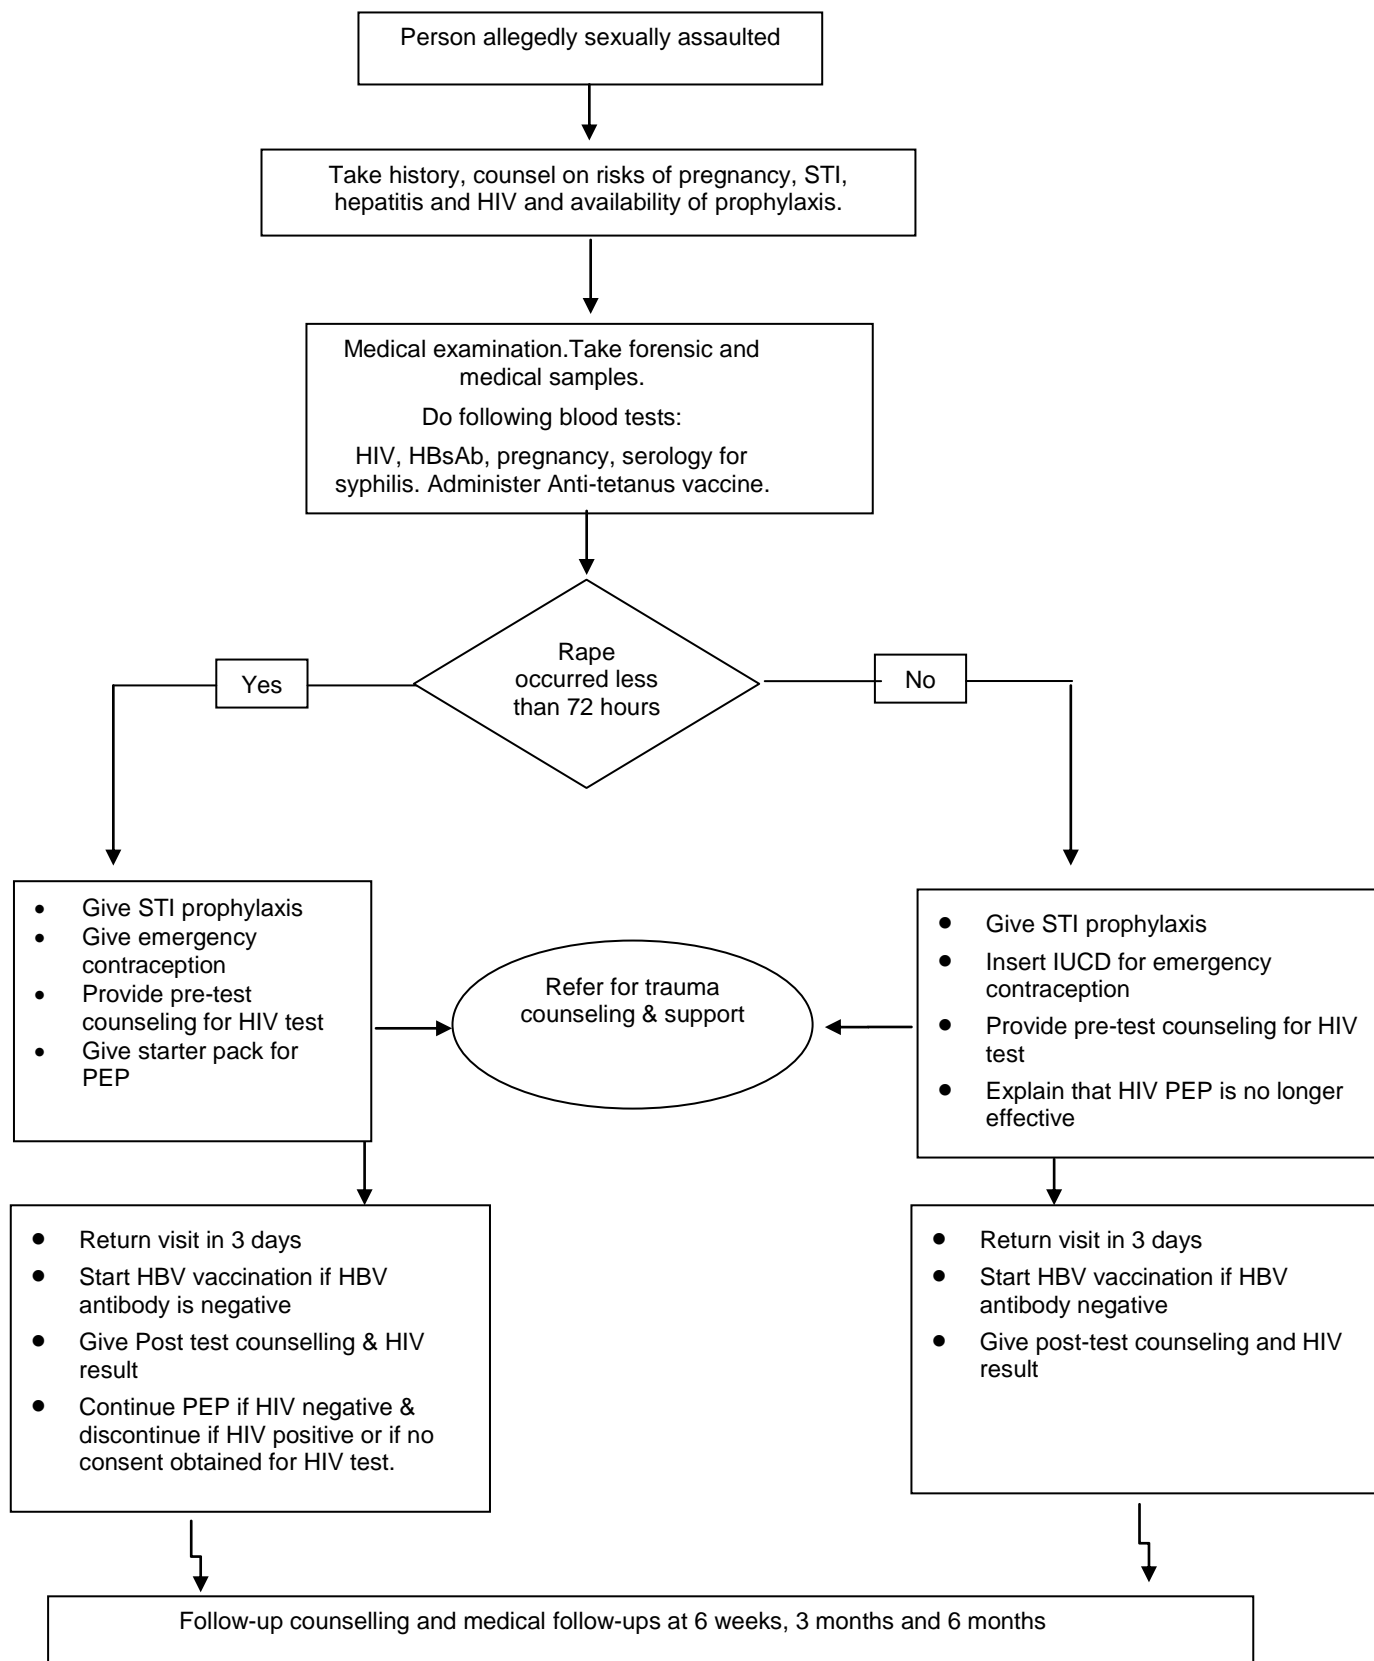 Person allegedly sexually assaulted
Take history, counsel on risks of pregnancy, STI,
hepatitis and HIV and availability of prophylaxis.
Medical examination.Take forensic and
medical samples.
Do following blood tests:
HIV, HBsAb, pregnancy, serology for
syphilis. Administer Anti-tetanus vaccine.
Rape
occurred less
than 72 hours
Yes
No
• Give STI prophylaxis
• Give emergency
contraception
• Provide pre-test
counseling for HIV test
• Give starter pack for
PEP
Refer for trauma
counseling & support
● Give STI prophylaxis
● Insert IUCD for emergency
contraception
● Provide pre-test counseling for HIV
test
● Explain that HIV PEP is no longer
effective
● Return visit in 3 days
● Start HBV vaccination if HBV
antibody is negative
● Give Post test counselling & HIV
result
● Continue PEP if HIV negative &
discontinue if HIV positive or if no
consent obtained for HIV test.
● Return visit in 3 days
● Start HBV vaccination if HBV
antibody negative
● Give post-test counseling and HIV
result
Follow-up counselling and medical follow-ups at 6 weeks, 3 months and 6 months